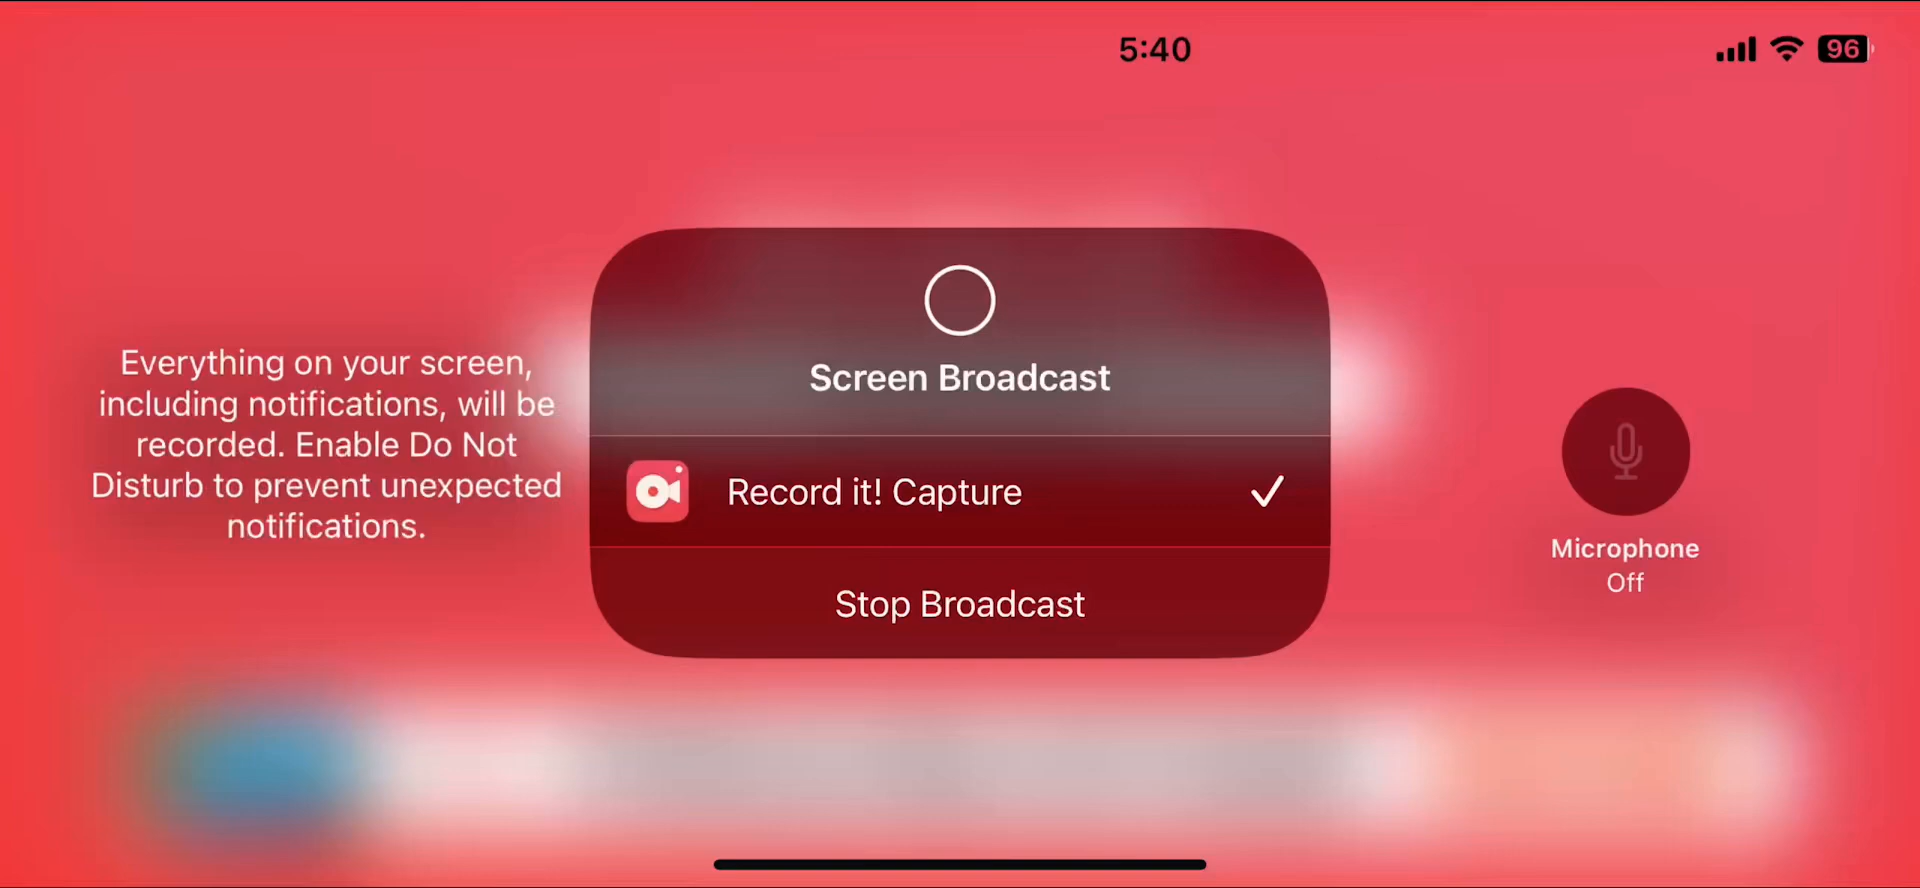 5:40
96
Everything on your screen,
including notifications, will be
recorded. Enable Do Not
Disturb to prevent unexpected
notifications.
Screen Broadcast
Record it! Capture
Stop Broadcast
Microphone
Off